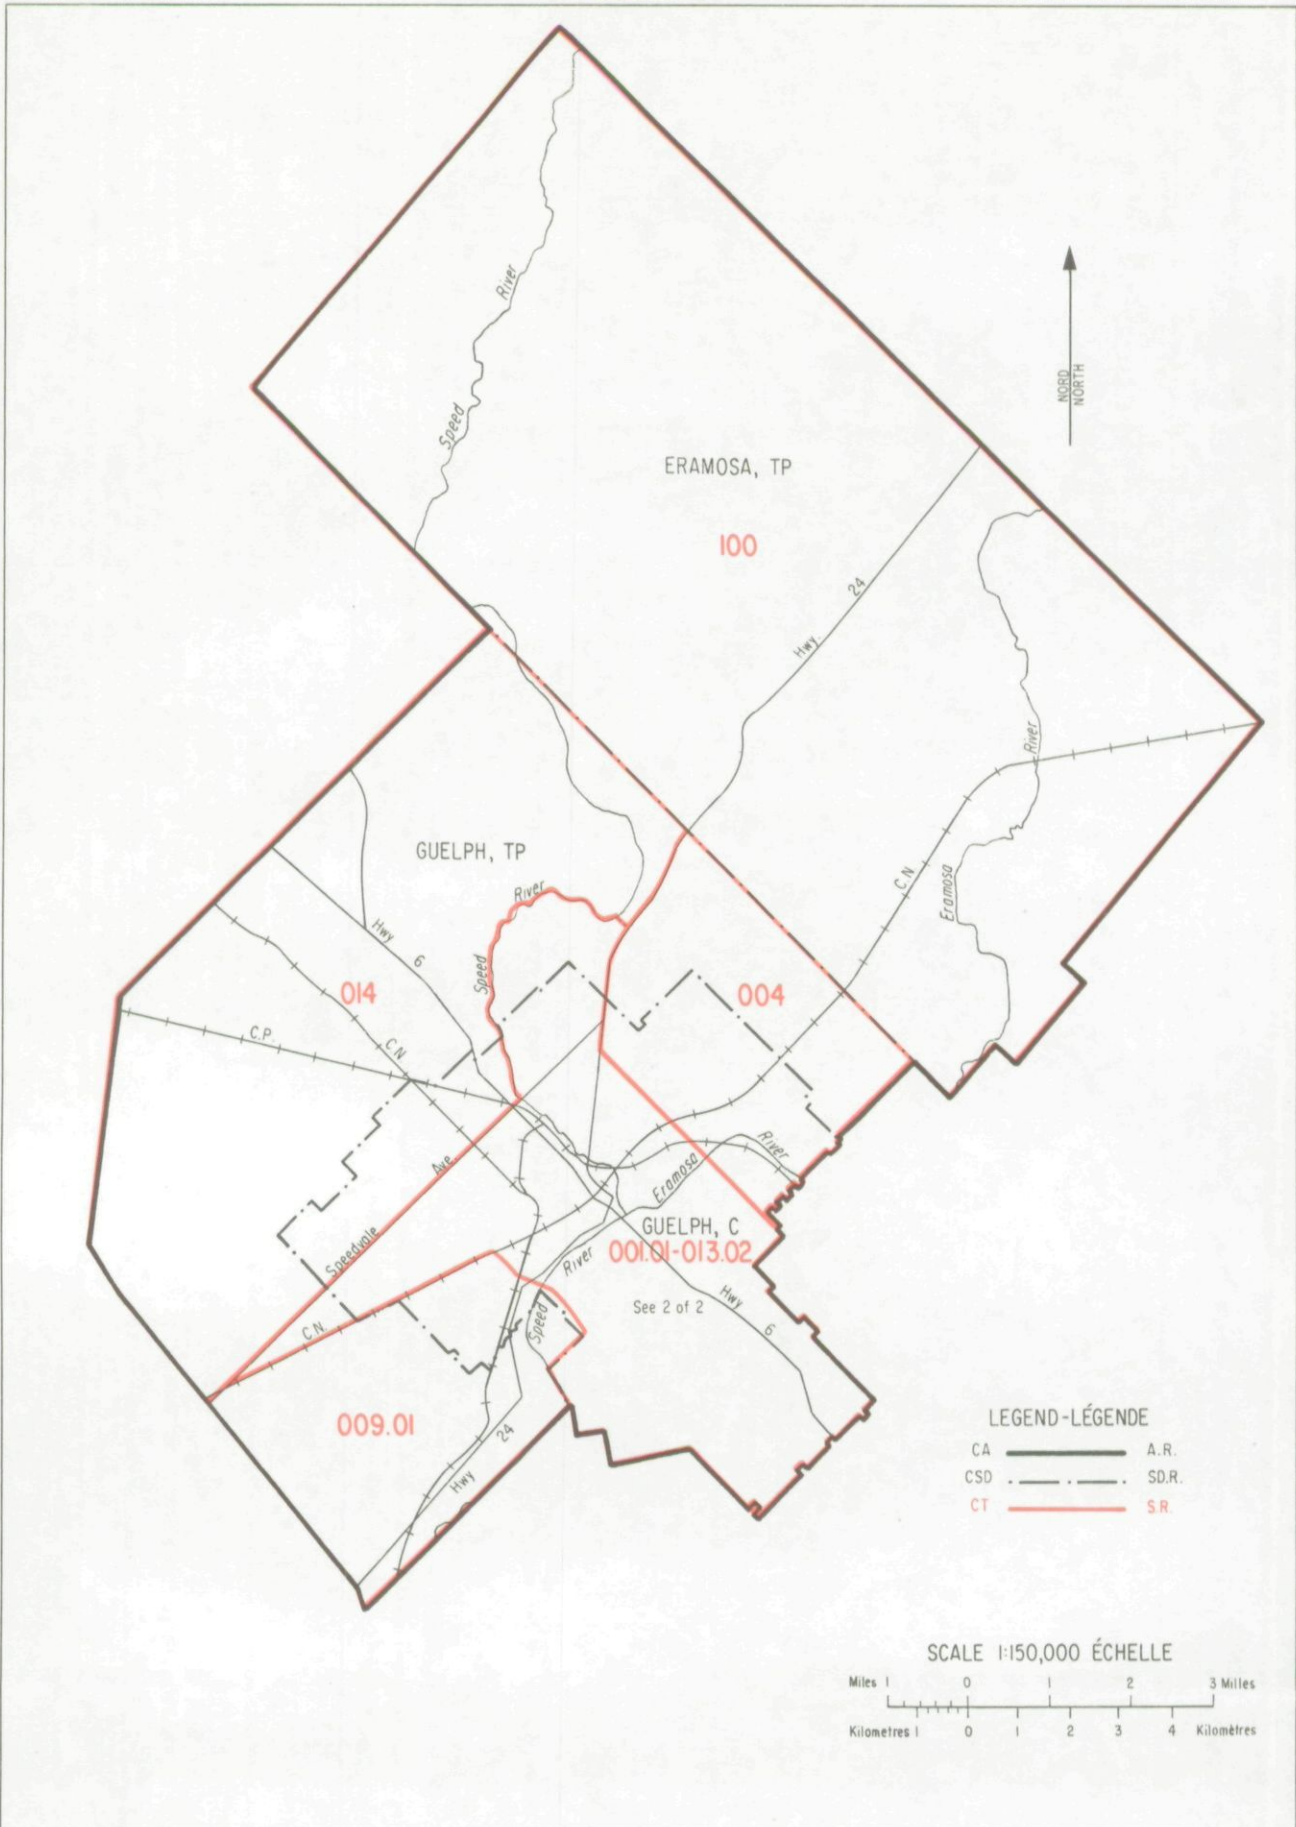 River
Speed
NORD
NORTH
ERAMOSA, TP
100
24
Hwy.
River
GUELPH, TP
C.N.
Eramosa
River
Hwy
6
Speed
014
004
C.P.
C.N
River
Ave.
Eramosa
GUELPH, C
001.01-013.02
Speedvale
River
See 2 of 2
Hwy
6
C.N.
Speed
009.01
24
Hwy
LEGEND-LÉGENDE
CA A.R.
CSD SD.R.
CT S.R.
SCALE 1:150,000 ÉCHELLE
Miles 1 0 1 2 3 Milles
Kilometres 1 0 1 2 3 4 Kilomètres